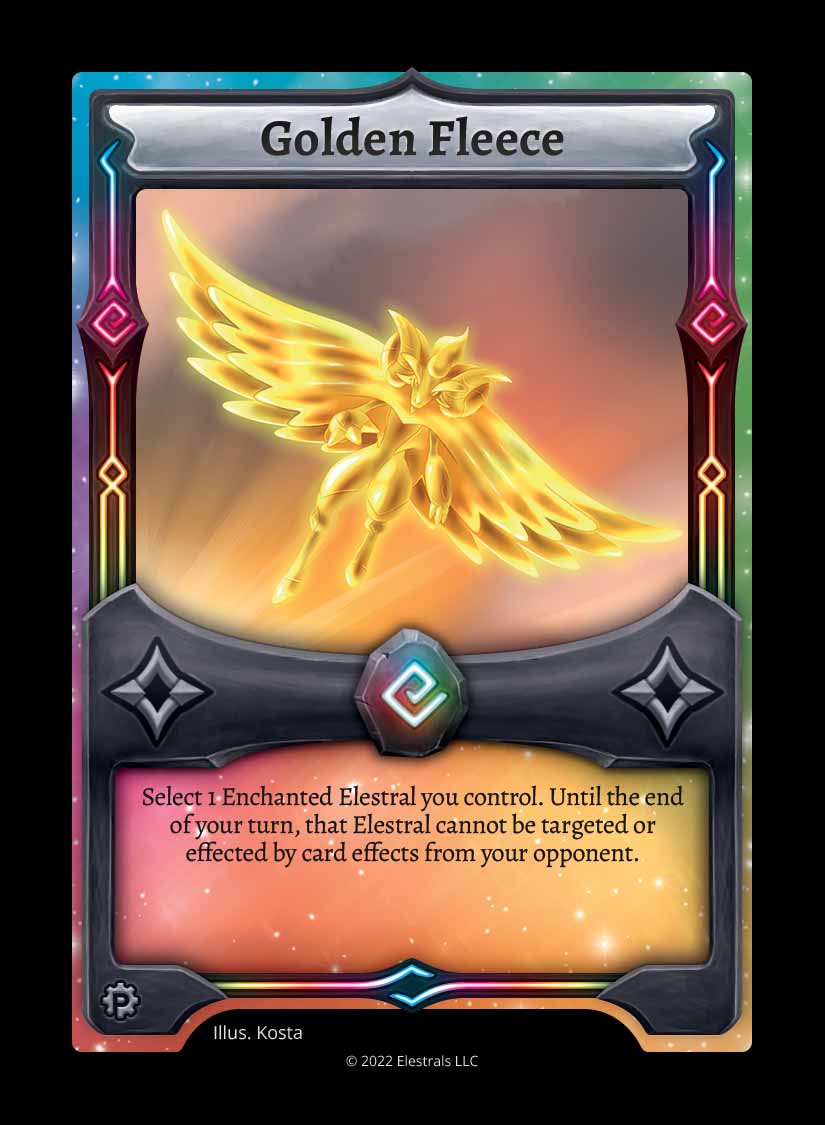 Golden Fleece
Select 1 Enchanted Elestral you control. Until the end
of your turn, that Elestral cannot be targeted or
effected by card effects from your opponent.
P
Illus. Kosta
© 2022 Elestrals LLC